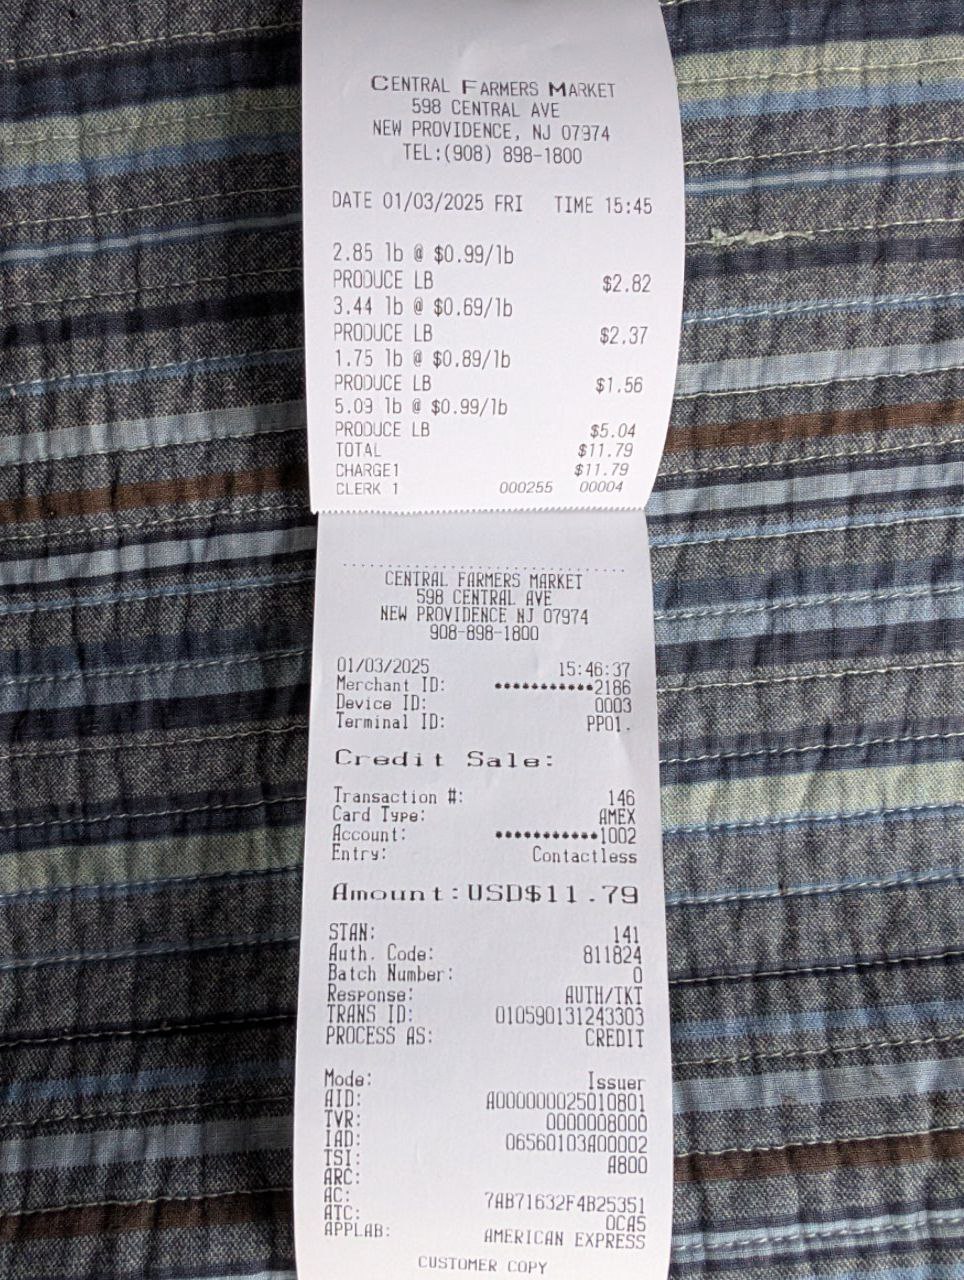 CENTRAL FARMERS MARKET
598 CENTRAL AVE
NEW PROVIDENCE, NJ 07974
TEL:(908) 898-1800
DATE 01/03/2025 FRI TIME 15:45
2.85 lb @ $0.99/lb
PRODUCE LB $2.82
3.44 lb @ $0.69/lb
PRODUCE LB $2.37
1.75 lb @ $0.89/lb
PRODUCE LB $1.56
5.09 lb @ $0.99/lb
PRODUCE LB $5.04
TOTAL $11.79
CHARGE1 $11.79
CLERK 1 000255 00004
CENTRAL FARMERS MARKET
598 CENTRAL AVE
NEW PROVIDENCE NJ 07974
908-898-1800
01/03/2025 15:46:37
Merchant ID: ***********2186
Device ID: 0003
Terminal ID: PP01.
Credit Sale:
Transaction #: 146
Card Type: AMEX
Account: ***********1002
Entry: Contactless
Amount:USD$11.79
STAN: 141
Auth. Code: 811824
Batch Number: 0
Response: AUTH/TKT
TRANS ID: 010590131243303
PROCESS AS: CREDIT
Mode: Issuer
AID: A000000025010801
TVR: 0000008000
IAD: 06560103A00002
TSI: A800
ARC:
AC: 7AB71632F4B25351
ATC: 0CA5
APPLAB: AMERICAN EXPRESS
CUSTOMER COPY